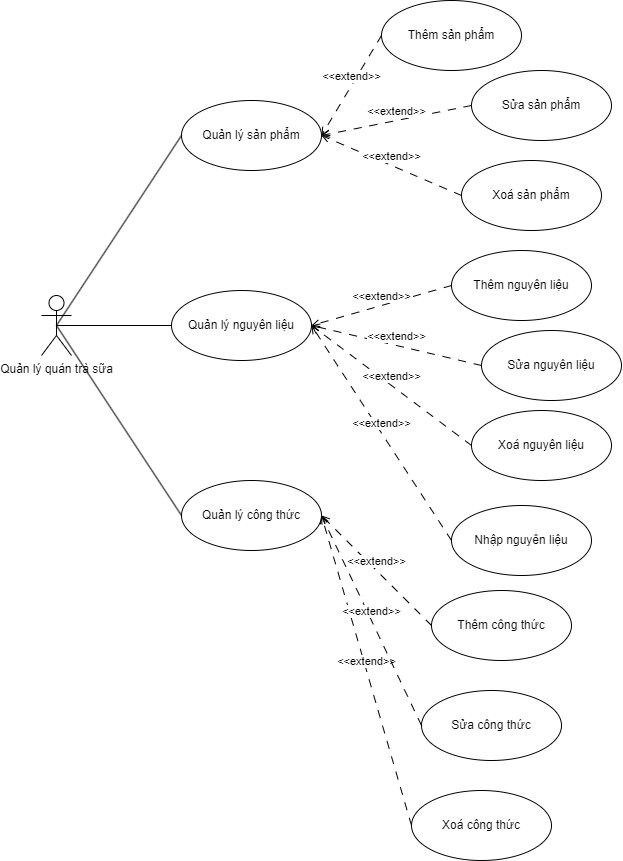 Thêm sản phẩm
<<extend>>
Sửa sản phẩm
<<extend>>
Quản lý sản phẩm
<<extend>>
Xoá sản phẩm
Thêm nguyên liệu
<<extend>>
Quản lý nguyên liệu
<<extend>>
Sửa nguyên liệu
Quản lý quán trà sữa
<<extend>>
<<extend>>
Xoá nguyên liệu
Quản lý công thức
Nhập nguyên liệu
<<extend>>
<<extend>>
Thêm công thức
<<extend>>
Sửa công thức
Xoá công thức